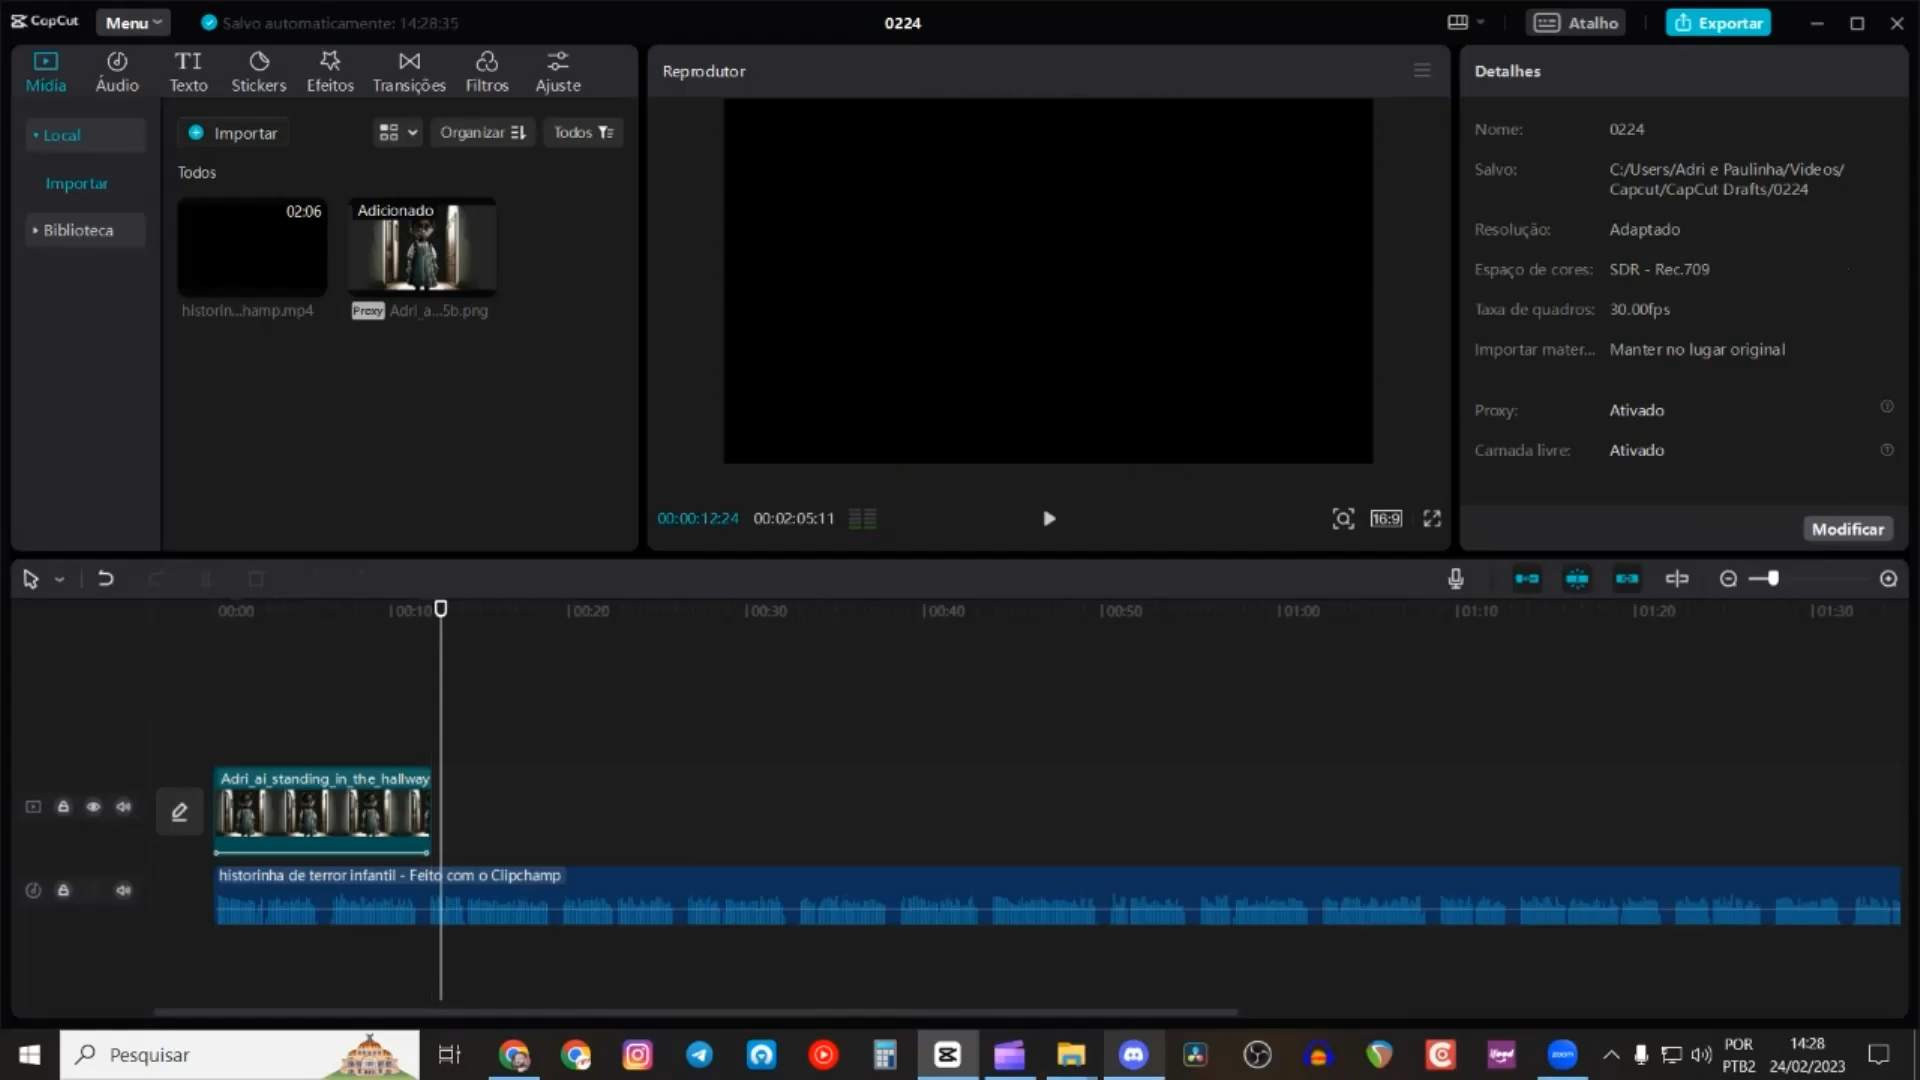 CapCut
Menu
Salvo automaticamente: 14:28:35
0224
Atalho
Exportar
Mídia
Áudio
Texto
Stickers
Efeitos
Transições
Filtros
Ajuste
Local
Importar
Biblioteca
Importar
Organizar
Todos
Todos
02:06
historin...hamp.mp4
Adicionado
Proxy Adri_a...5b.png
Reprodutor
00:00:12:24 00:02:05:11
16:9
Detalhes
Nome: 0224
Salvo: C:/Users/Adri e Paulinha/Videos/
Capcut/CapCut Drafts/0224
Resolução: Adaptado
Espaço de cores: SDR - Rec.709
Taxa de quadros: 30.00fps
Importar mater... Manter no lugar original
Proxy: Ativado
Camada livre: Ativado
Modificar
00:00 00:10 00:20 00:30 00:40 00:50 01:00 01:10 01:20 01:30
Adri_ai_standing_in_the_hallway
historinha de terror infantil - Feito com o Clipchamp
Pesquisar
ifood
zoom
POR
PTB2
14:28
24/02/2023